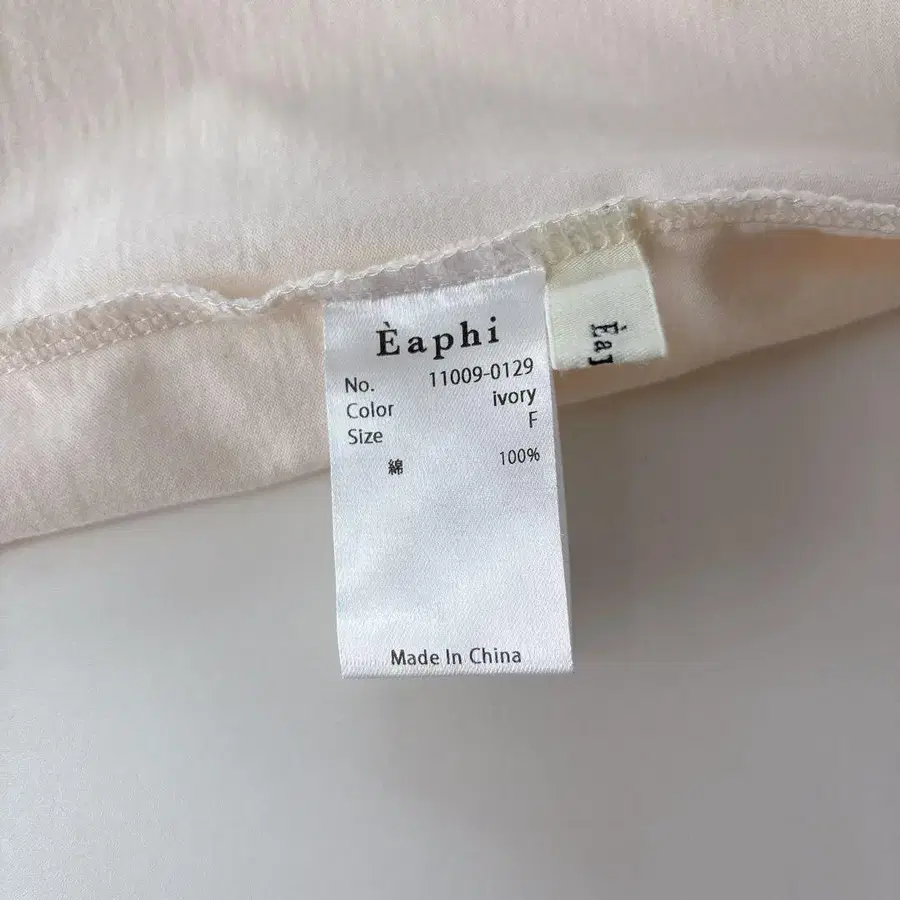 Èaphi
No. 11009-0129
Color ivory
Size F
綿 100%
Made In China
Èa